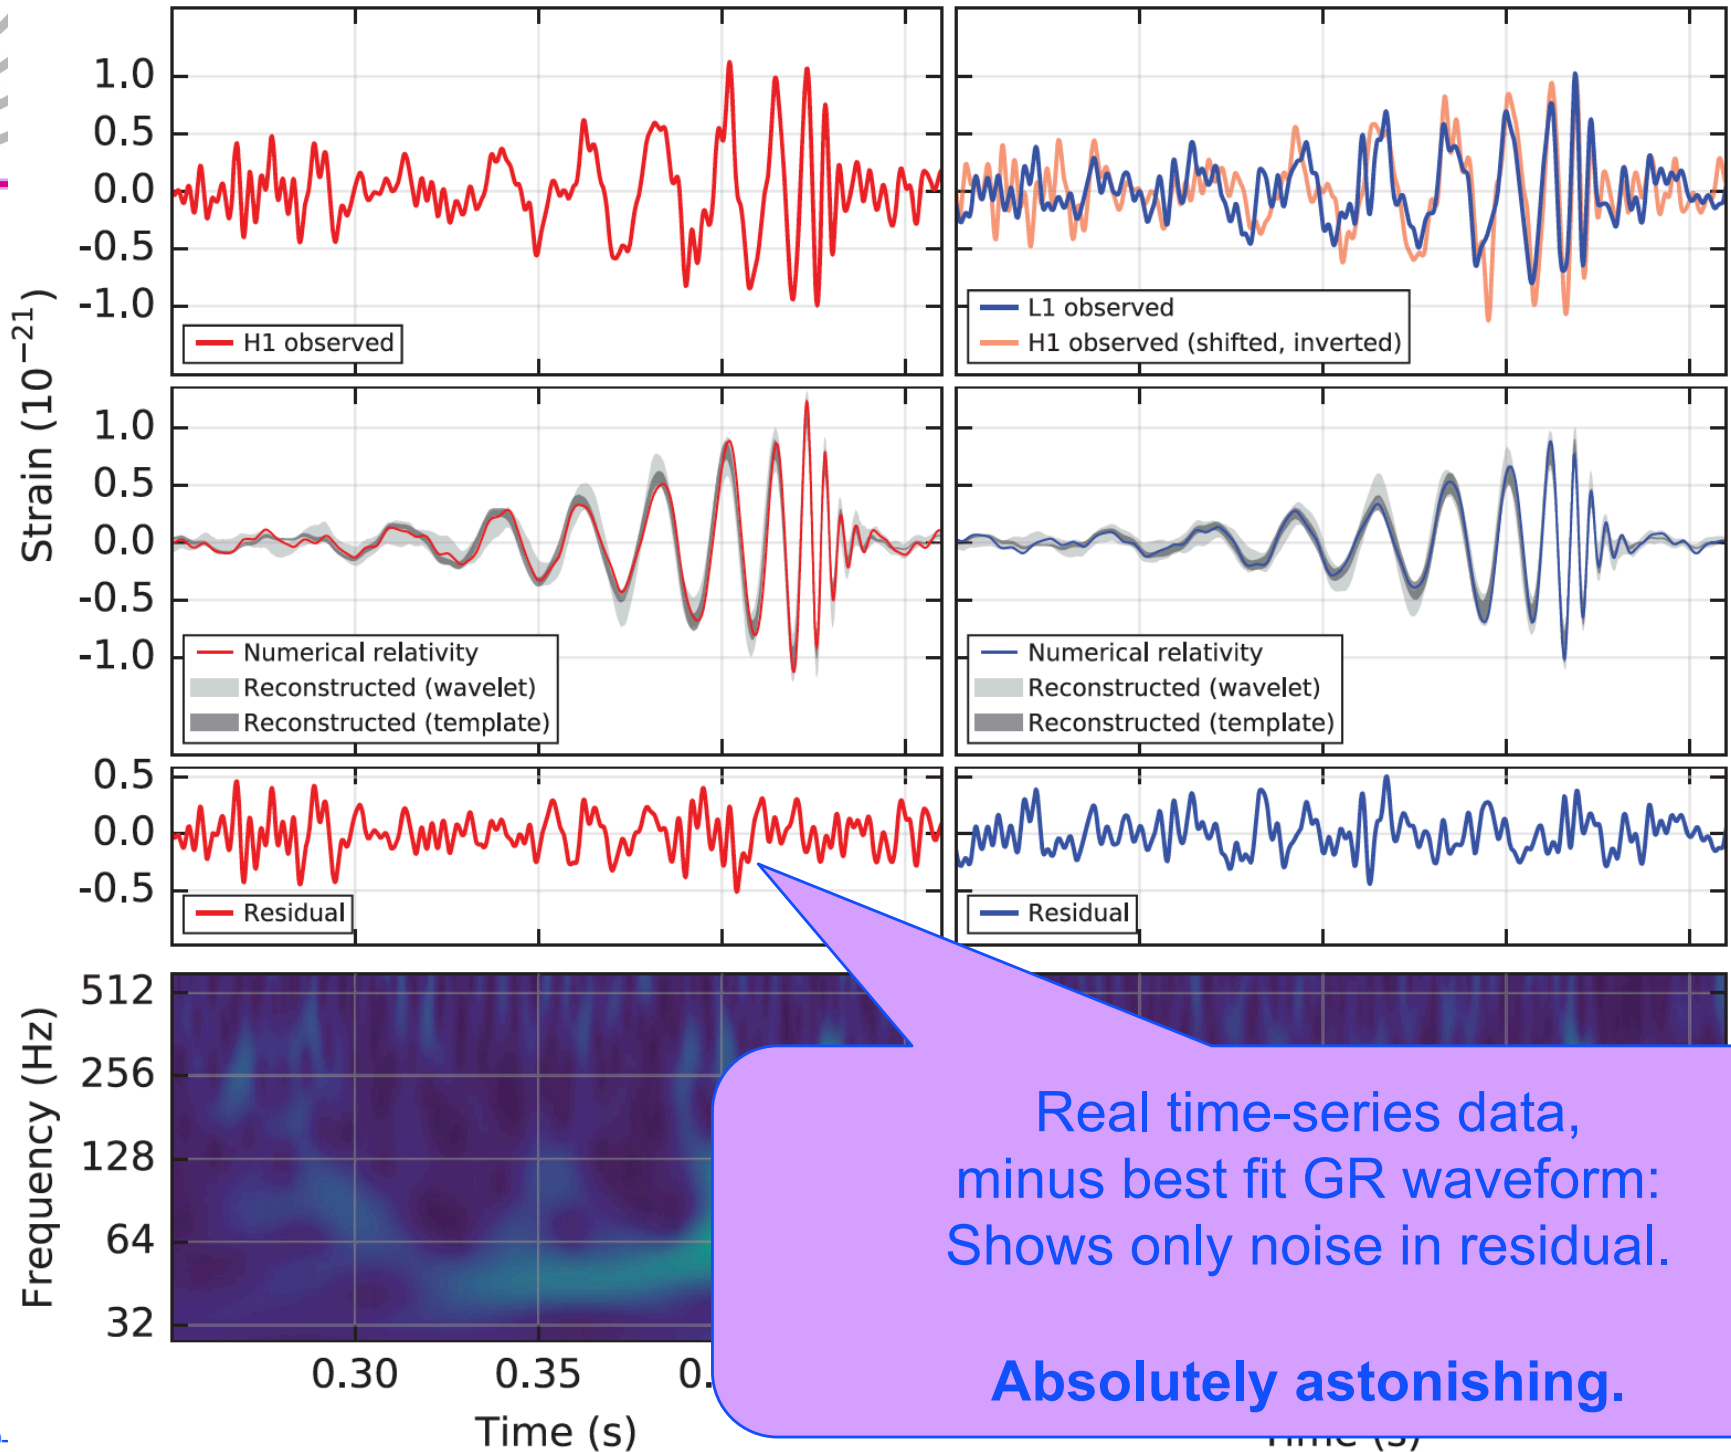 1.0
0.5
0.0
-0.5
-1.0
H1 observed
L1 observed
H1 observed (shifted, inverted)
Strain (10⁻²¹)
1.0
0.5
0.0
-0.5
-1.0
Numerical relativity
Reconstructed (wavelet)
Reconstructed (template)
Numerical relativity
Reconstructed (wavelet)
Reconstructed (template)
0.5
0.0
-0.5
Residual
Residual
Frequency (Hz)
512
256
128
64
32
0.30
0.35
Time (s)
Real time-series data,
minus best fit GR waveform:
Shows only noise in residual.
Absolutely astonishing.